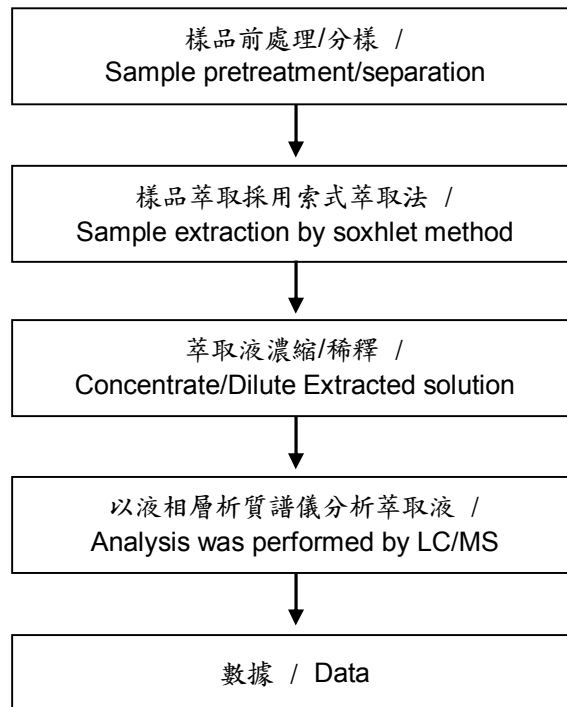 樣品前處理/分樣 /
Sample pretreatment/separation
樣品萃取採用索式萃取法 /
Sample extraction by soxhlet method
萃取液濃縮/稀釋 /
Concentrate/Dilute Extracted solution
以液相層析質譜儀分析萃取液 /
Analysis was performed by LC/MS
數據 / Data